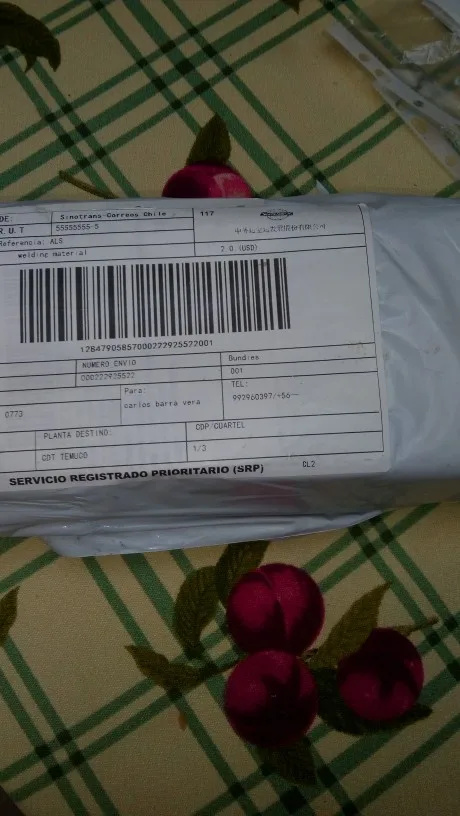 DE:
Sinotrans-Correos Chile
117
R.U.T
55555555-5
Referencia: ALS
welding material
7.0 (USD)
1284790585700022292552​2001
NUMERO ENVIO
000222925522
Bundles
001
0773
Para:
carlos barra vera
TEL:
992960397/+56—
PLANTA DESTINO:
CDP/CUARTEL
CDT TEMUCO
1/3
SERVICIO REGISTRADO PRIORITARIO (SRP)
CL2